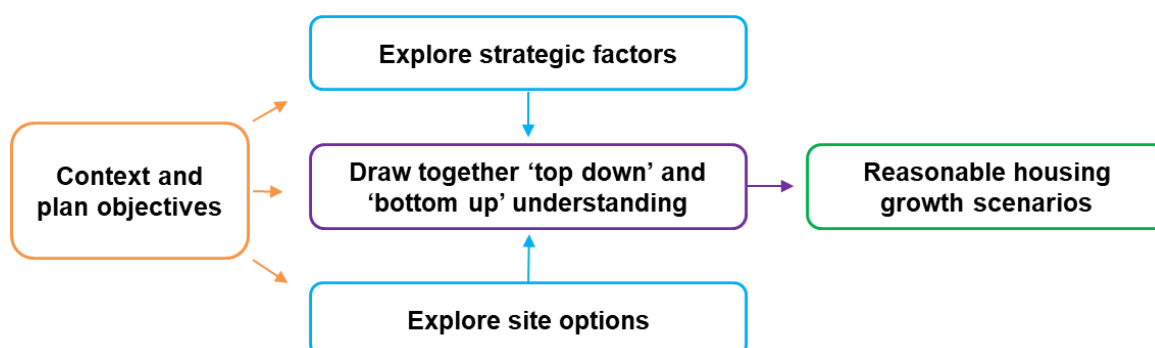 Explore strategic factors
Context and
plan objectives
Draw together ‘top down’ and
‘bottom up’ understanding
Reasonable housing
growth scenarios
Explore site options